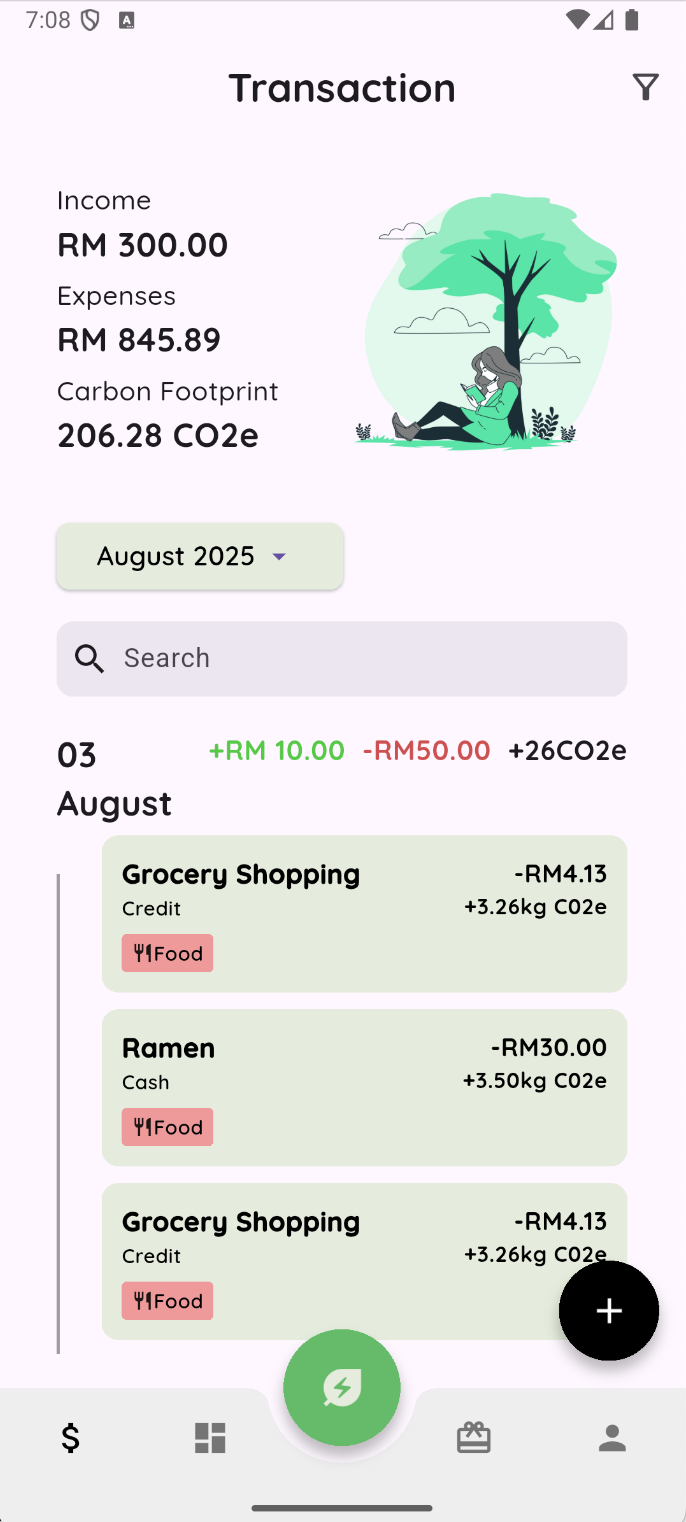 7:08
Transaction
Income
RM 300.00
Expenses
RM 845.89
Carbon Footprint
206.28 CO2e
August 2025
Search
03 August
+RM 10.00 -RM50.00 +26CO2e
Grocery Shopping -RM4.13
Credit +3.26kg C02e
Food
Ramen -RM30.00
Cash +3.50kg C02e
Food
Grocery Shopping -RM4.13
Credit +3.26kg C02e
Food